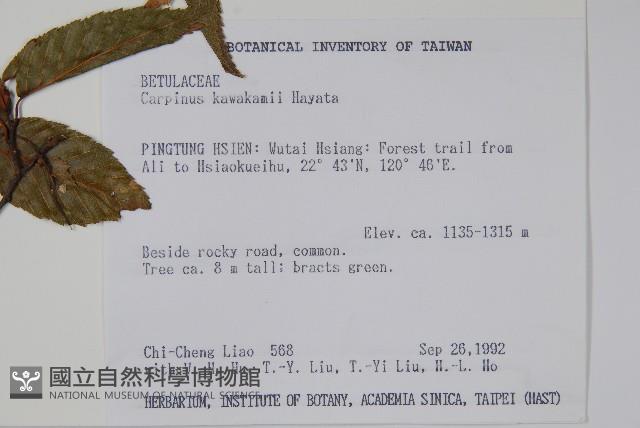 BOTANICAL INVENTORY OF TAIWAN
BETULACEAE
Carpinus kawakamii Hayata
PINGTUNG HSIEN: Wutai Hsiang: Forest trail from
Ali to Hsiaokueihu, 22° 43'N, 120° 46'E.
Elev. ca. 1135-1315 m
Beside rocky road, common.
Tree ca. 8 m tall; bracts green.
Chi-Cheng Liao 568 Sep 26,1992
T.-Y. Liu, T.-Yi Liu, H.-L. Ho
國立自然科學博物館
NATIONAL MUSEUM OF NATURAL SCIENCE
HERBARIUM, INSTITUTE OF BOTANY, ACADEMIA SINICA, TAIPEI (HAST)